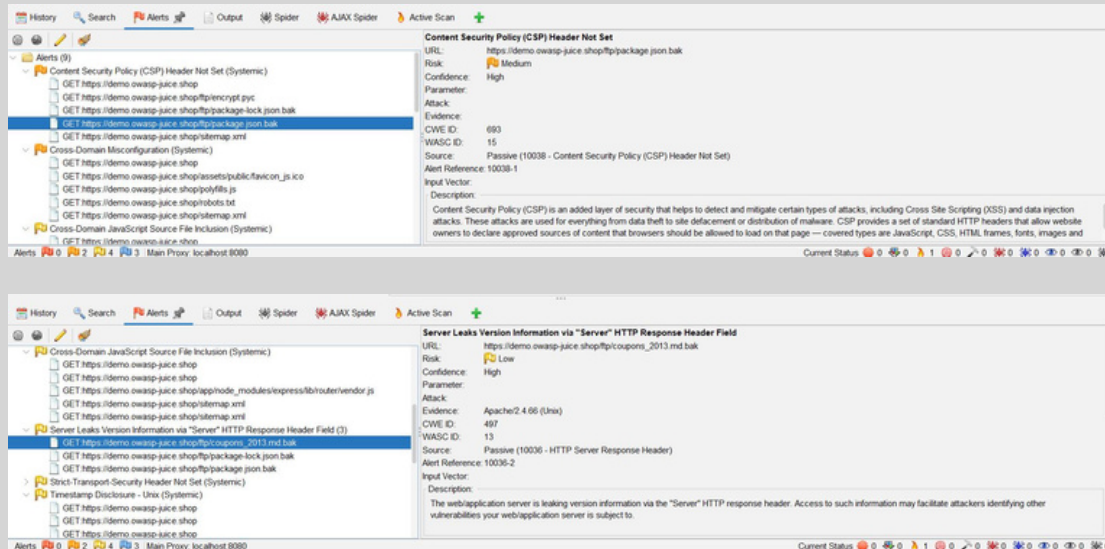 History Search Alerts Output Spider AJAX Spider Active Scan
Alerts (9)
Content Security Policy (CSP) Header Not Set (Systemic)
GET:https://demo.owasp-juice.shop
GET:https://demo.owasp-juice.shop/ftp/encrypt.pyc
GET:https://demo.owasp-juice.shop/ftp/package-lock.json.bak
GET:https://demo.owasp-juice.shop/ftp/package.json.bak
GET:https://demo.owasp-juice.shop/sitemap.xml
Cross-Domain Misconfiguration (Systemic)
GET:https://demo.owasp-juice.shop
GET:https://demo.owasp-juice.shop/assets/public/favicon_js.ico
GET:https://demo.owasp-juice.shop/polyfills.js
GET:https://demo.owasp-juice.shop/robots.txt
GET:https://demo.owasp-juice.shop/sitemap.xml
Cross-Domain JavaScript Source File Inclusion (Systemic)
GET:https://demo.owasp-juice.shop
Content Security Policy (CSP) Header Not Set
URL: https://demo.owasp-juice.shop/ftp/package.json.bak
Risk: Medium
Confidence: High
Parameter:
Attack:
Evidence:
CWE ID: 693
WASC ID: 15
Source: Passive (10038 - Content Security Policy (CSP) Header Not Set)
Alert Reference: 10038-1
Input Vector:
Description:
Content Security Policy (CSP) is an added layer of security that helps to detect and mitigate certain types of attacks, including Cross Site Scripting (XSS) and data injection
attacks. These attacks are used for everything from data theft to site defacement or distribution of malware. CSP provides a set of standard HTTP headers that allow website
owners to declare approved sources of content that browsers should be allowed to load on that page — covered types are JavaScript, CSS, HTML frames, fonts, images and
Alerts 0 2 4 3 Main Proxy: localhost:8080 Current Status 0 0 1 0 0 0 0 0 0
History Search Alerts Output Spider AJAX Spider Active Scan
Cross-Domain JavaScript Source File Inclusion (Systemic)
GET:https://demo.owasp-juice.shop
GET:https://demo.owasp-juice.shop
GET:https://demo.owasp-juice.shop/app/node_modules/express/lib/router/vendor.js
GET:https://demo.owasp-juice.shop/sitemap.xml
Server Leaks Version Information via "Server" HTTP Response Header Field (3)
GET:https://demo.owasp-juice.shop/ftp/coupons_2013.md.bak
GET:https://demo.owasp-juice.shop/ftp/package-lock.json.bak
GET:https://demo.owasp-juice.shop/ftp/package.json.bak
Strict-Transport-Security Header Not Set (Systemic)
Timestamp Disclosure - Unix (Systemic)
GET:https://demo.owasp-juice.shop
GET:https://demo.owasp-juice.shop
GET:https://demo.owasp-juice.shop
Server Leaks Version Information via "Server" HTTP Response Header Field
URL: https://demo.owasp-juice.shop/ftp/coupons_2013.md.bak
Risk: Low
Confidence: High
Parameter:
Attack:
Evidence: Apache/2.4.66 (Unix)
CWE ID: 497
WASC ID: 13
Source: Passive (10036 - HTTP Server Response Header)
Alert Reference: 10036-2
Input Vector:
Description:
The web/application server is leaking version information via the "Server" HTTP response header. Access to such information may facilitate attackers identifying other
vulnerabilities your web/application server is subject to.
Alerts 0 2 4 3 Main Proxy: localhost:8080 Current Status 0 0 1 0 0 0 0 0 0